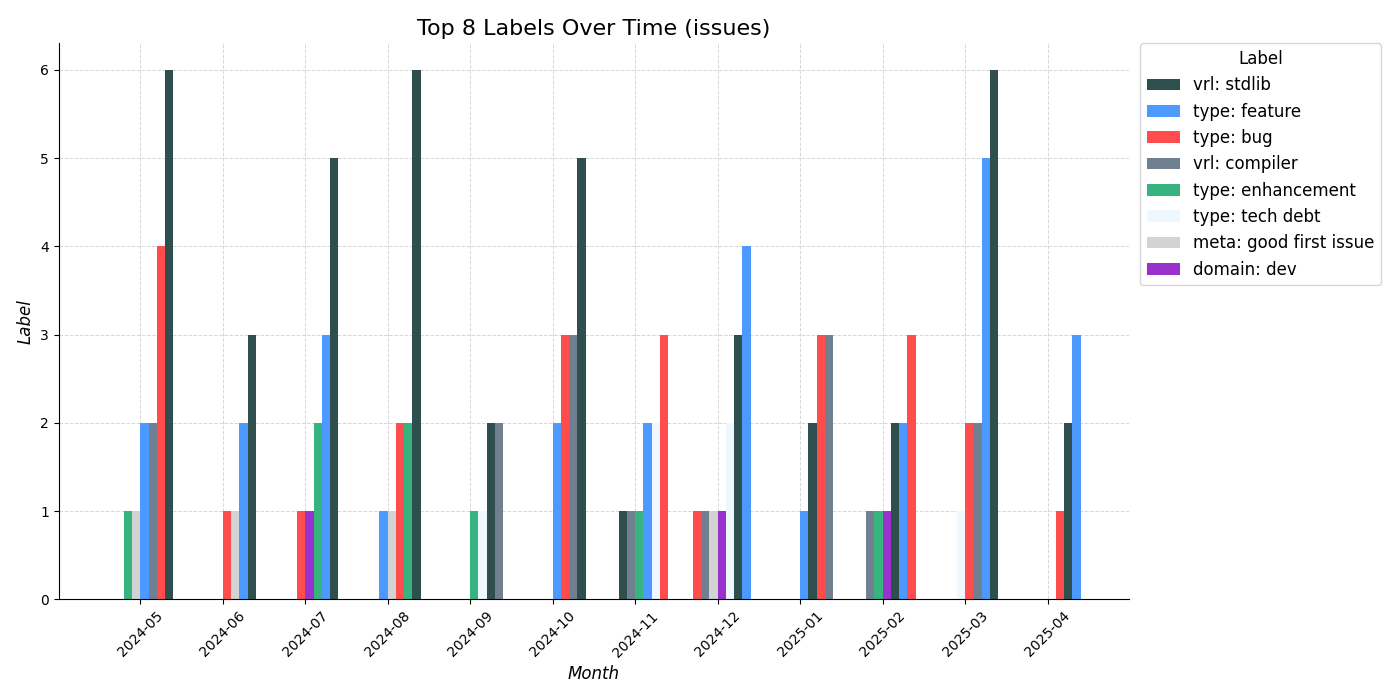 Top 8 Labels Over Time (issues)
Label
vrl: stdlib
type: feature
type: bug
vrl: compiler
type: enhancement
type: tech debt
meta: good first issue
domain: dev
Label
6
5
4
3
2
1
0
2024-05
2024-06
2024-07
2024-08
2024-09
2024-10
2024-11
2024-12
2025-01
2025-02
2025-03
2025-04
Month